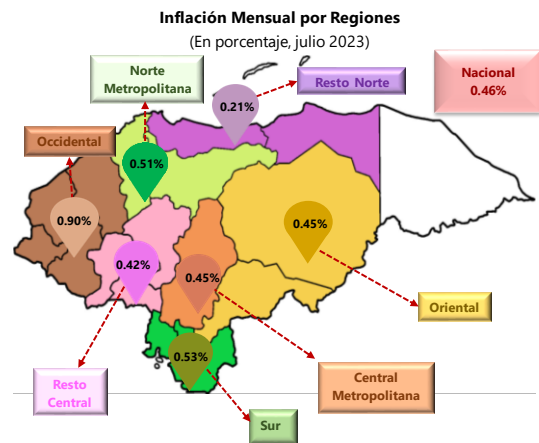 Inflación Mensual por Regiones
(En porcentaje, julio 2023)
Norte
Metropolitana
Resto Norte
Nacional
0.46%
0.21%
Occidental
0.51%
0.90%
0.45%
0.42%
0.45%
Oriental
0.53%
Resto
Central
Central
Metropolitana
Sur